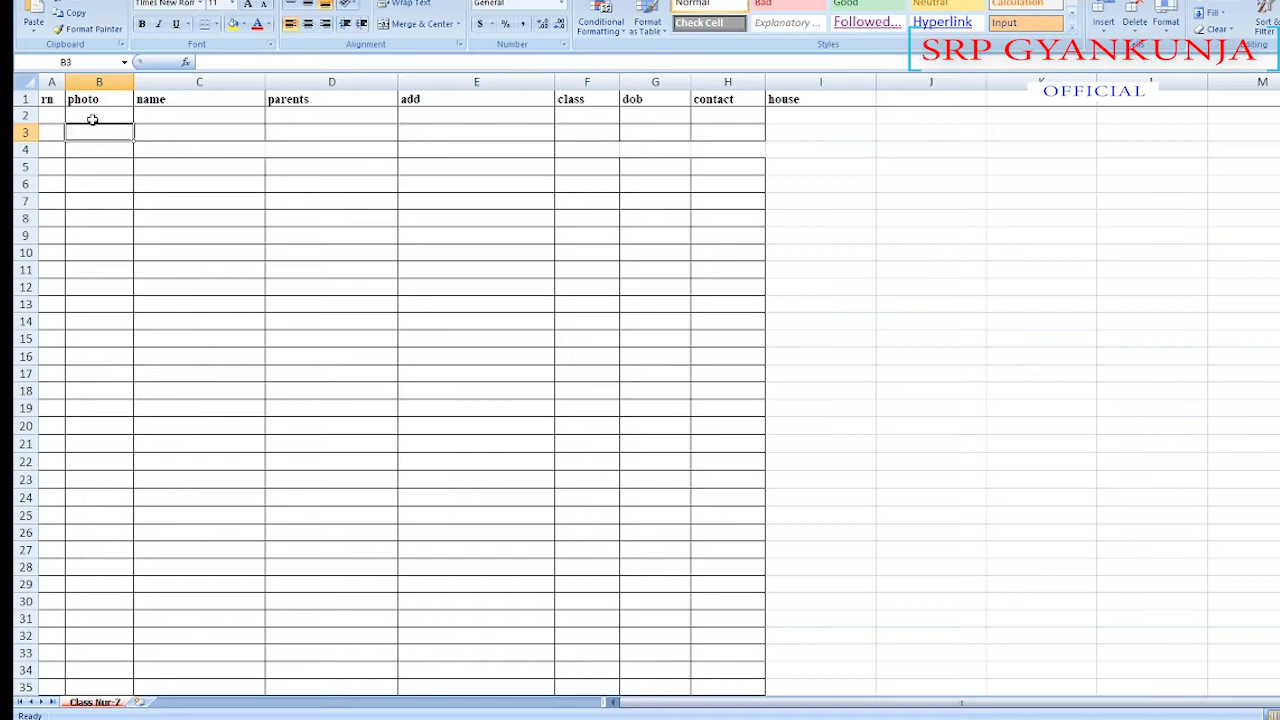 Times New Ro 11 A A Wrap Text General Normal Bad Good Neutral Calculation
Copy
Paste
Format Painter
B I U A Merge & Center $ % , Conditional Formatting Format as Table Check Cell Explanatory ... Followed... Hyperlink Input Insert Delete Format Fill Clear Sort & Filter
Clipboard Font Alignment Number Styles Editing
SRP GYANKUNJA
OFFICIAL
B3 fx
A B C D E F G H I J K L M
1 rn photo name parents add class dob contact house
2
3
4
5
6
7
8
9
10
11
12
13
14
15
16
17
18
19
20
21
22
23
24
25
26
27
28
29
30
31
32
33
34
35
Class Nur-7
Ready